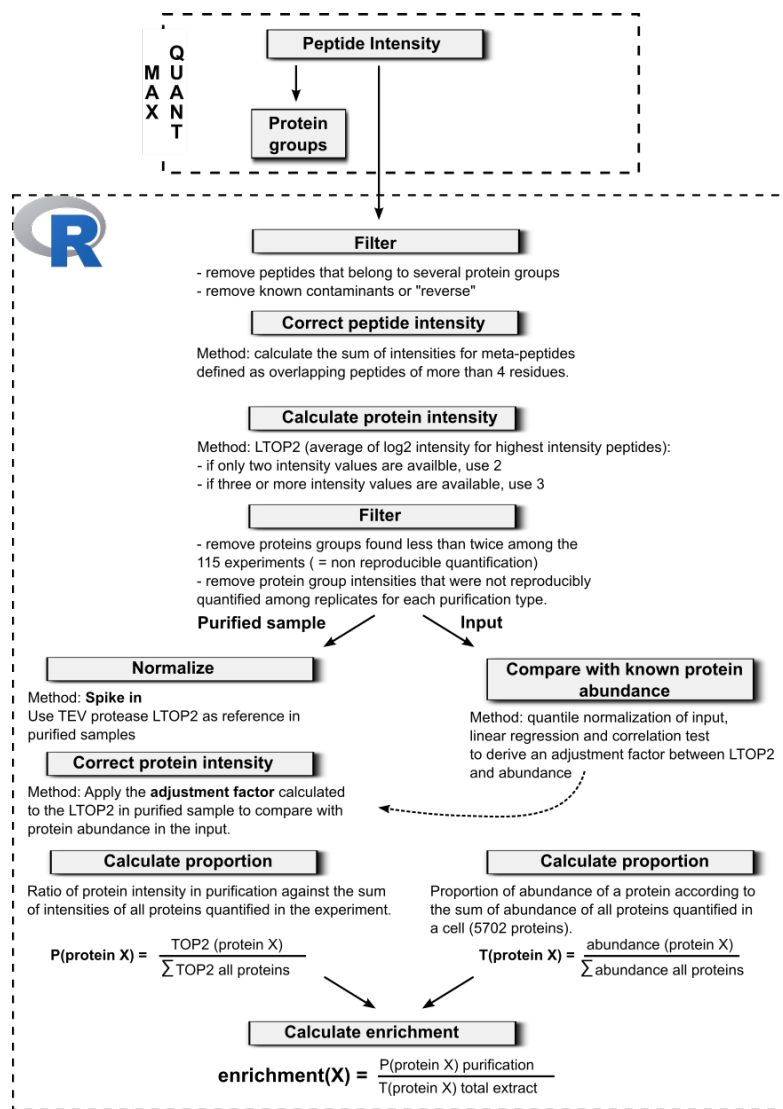 MAX
QUANT
Peptide Intensity
Protein
groups
R
Filter
- remove peptides that belong to several protein groups
- remove known contaminants or "reverse"
Correct peptide intensity
Method: calculate the sum of intensities for meta-peptides
defined as overlapping peptides of more than 4 residues.
Calculate protein intensity
Method: LTOP2 (average of log2 intensity for highest intensity peptides):
- if only two intensity values are availble, use 2
- if three or more intensity values are available, use 3
Filter
- remove proteins groups found less than twice among the
115 experiments ( = non reproducible quantification)
- remove protein group intensities that were not reproducibly
quantified among replicates for each purification type.
Purified sample
Input
Normalize
Method: Spike in
Use TEV protease LTOP2 as reference in
purified samples
Compare with known protein
abundance
Method: quantile normalization of input,
linear regression and correlation test
to derive an adjustment factor between LTOP2
and abundance
Correct protein intensity
Method: Apply the adjustment factor calculated
to the LTOP2 in purified sample to compare with
protein abundance in the input.
Calculate proportion
Ratio of protein intensity in purification against the sum
of intensities of all proteins quantified in the experiment.
P(protein X) = TOP2 (protein X)
∑ TOP2 all proteins
Calculate proportion
Proportion of abundance of a protein according to
the sum of abundance of all proteins quantified in
a cell (5702 proteins).
T(protein X) = abundance (protein X)
∑ abundance all proteins
Calculate enrichment
enrichment(X) = P(protein X) purification
T(protein X) total extract